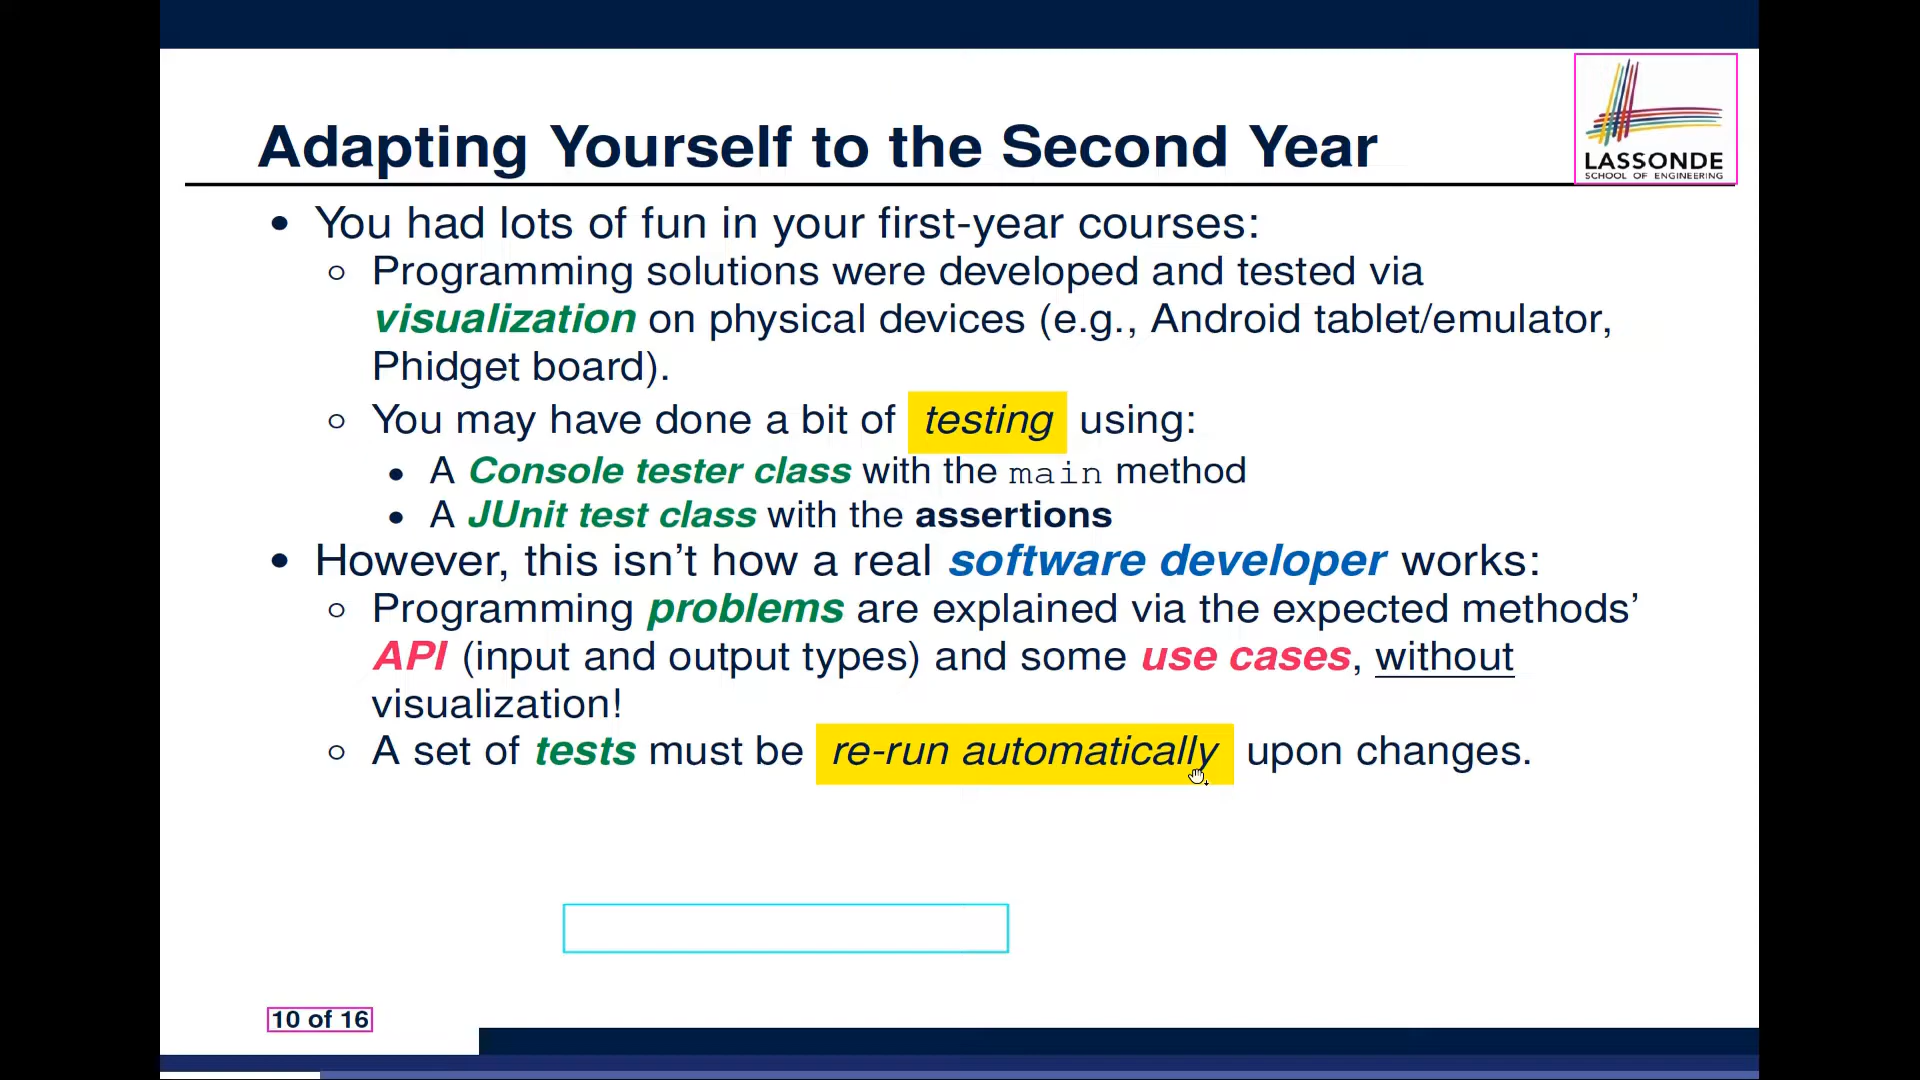 LASSONDE
SCHOOL OF ENGINEERING
Adapting Yourself to the Second Year
• You had lots of fun in your first-year courses:
○ Programming solutions were developed and tested via
visualization on physical devices (e.g., Android tablet/emulator,
Phidget board).
○ You may have done a bit of testing using:
• A Console tester class with the main method
• A JUnit test class with the assertions
• However, this isn’t how a real software developer works:
○ Programming problems are explained via the expected methods’
API (input and output types) and some use cases, without
visualization!
○ A set of tests must be re-run automatically upon changes.
10 of 16